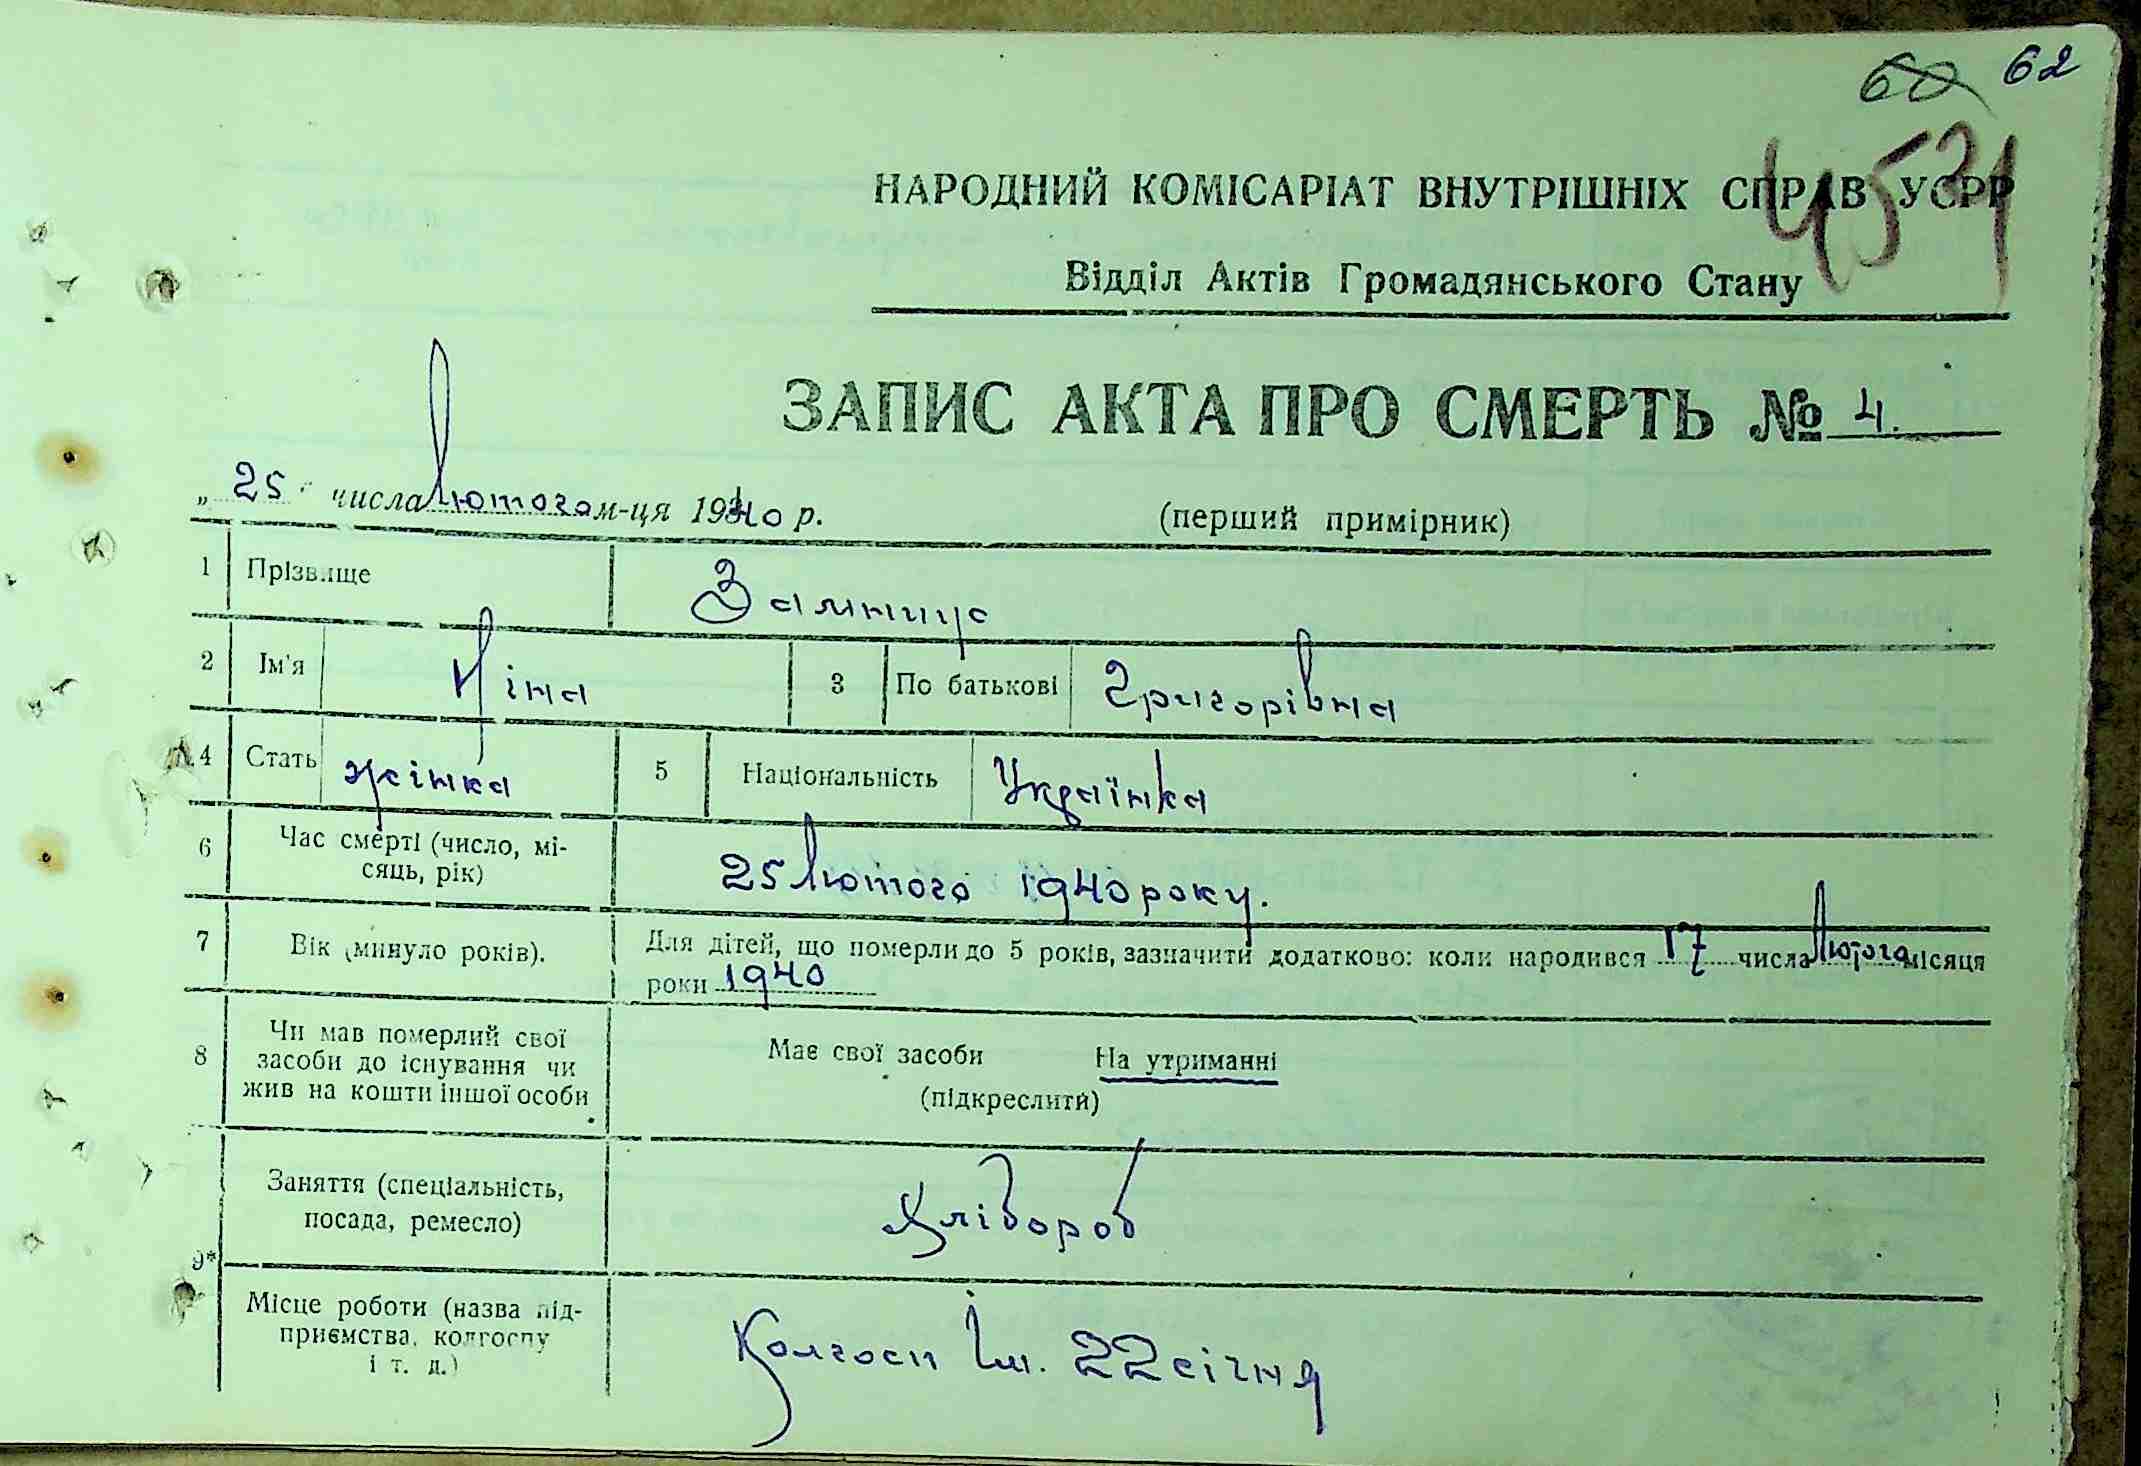 60 62
4531
НАРОДНИЙ КОМІСАРІАТ ВНУТРІШНІХ СПРАВ УСРР
Відділ Актів Громадянського Стану
ЗАПИС АКТА ПРО СМЕРТЬ № 4.
„ 25 " числа Лютого м-ця 1940 р. (перший примірник)
1 Прізвище
2 Ім'я Ніна 3 По батькові Григорівна
4 Стать жінка 5 Національність Українка
6 Час смерті (число, мі-
сяць, рік) 25 Лютого 1940 року.
7 Вік (минуло років). Для дітей, що померли до 5 років, зазначити додатково: коли народився 17 числа Лютого місяця
роки 1940
8 Чи мав померлий свої
засоби до існування чи
жив на кошти іншої особи
Має свої засоби На утриманні
(підкреслити)
9* Заняття (спеціальність,
посада, ремесло) Хлібороб
Місце роботи (назва під-
приємства, колгоспу
і т. д.) Колгосп Ім. 22 січня